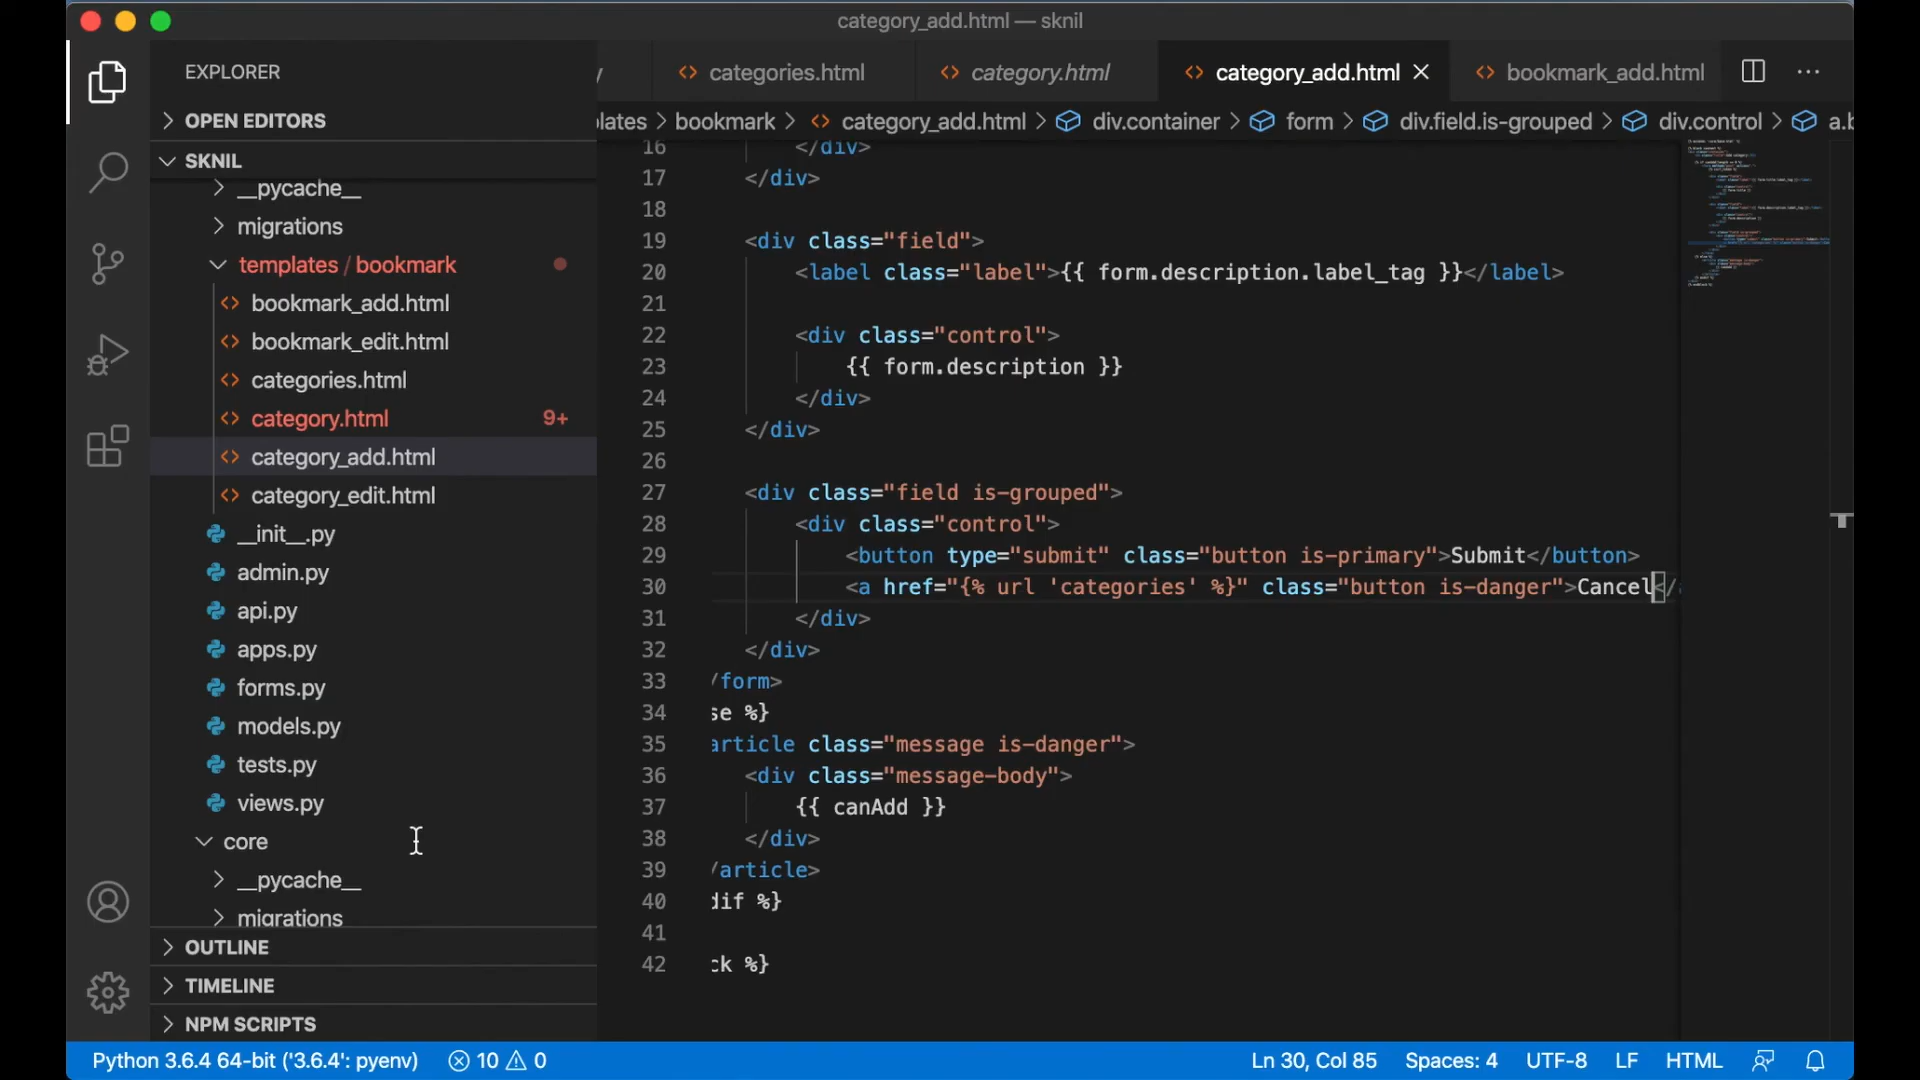 category_add.html — sknil
EXPLORER
y
categories.html
category.html
category_add.html
bookmark_add.html
OPEN EDITORS
lates > bookmark > category_add.html > div.container > form > div.field.is-grouped > div.control > a.b
SKNIL
__pycache__
migrations
templates / bookmark
bookmark_add.html
bookmark_edit.html
categories.html
category.html 9+
category_add.html
category_edit.html
__init__.py
admin.py
api.py
apps.py
forms.py
models.py
tests.py
views.py
core
__pycache__
migrations
OUTLINE
TIMELINE
NPM SCRIPTS
16 </div>
17 </div>
18
19 <div class="field">
20 <label class="label">{{ form.description.label_tag }}</label>
21
22 <div class="control">
23 {{ form.description }}
24 </div>
25 </div>
26
27 <div class="field is-grouped">
28 <div class="control">
29 <button type="submit" class="button is-primary">Submit</button>
30 <a href="{% url 'categories' %}" class="button is-danger">Cancel</
31 </div>
32 </div>
33 /form>
34 se %}
35 article class="message is-danger">
36 <div class="message-body">
37 {{ canAdd }}
38 </div>
39 /article>
40 dif %}
41
42 ck %}
Python 3.6.4 64-bit ('3.6.4': pyenv) 10 0 Ln 30, Col 85 Spaces: 4 UTF-8 LF HTML